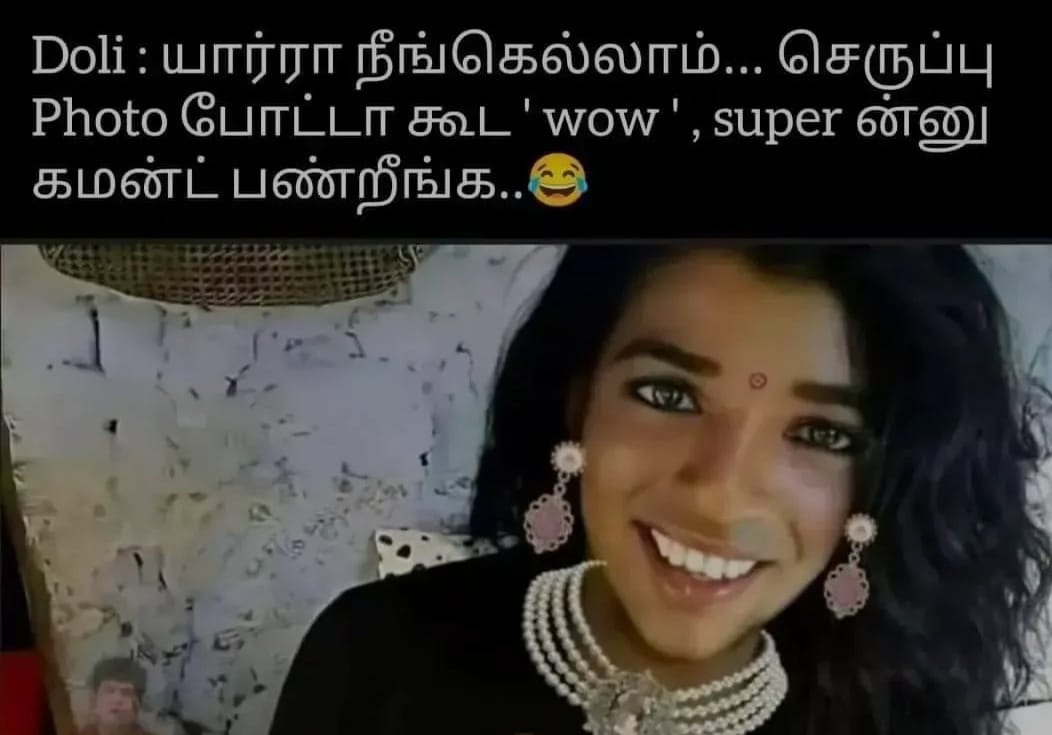 Doli : யார்ரா நீங்கெல்லாம்... செருப்பு
Photo போட்டா கூட ' wow ' , super ன்னு
கமன்ட் பண்றீங்க..😂